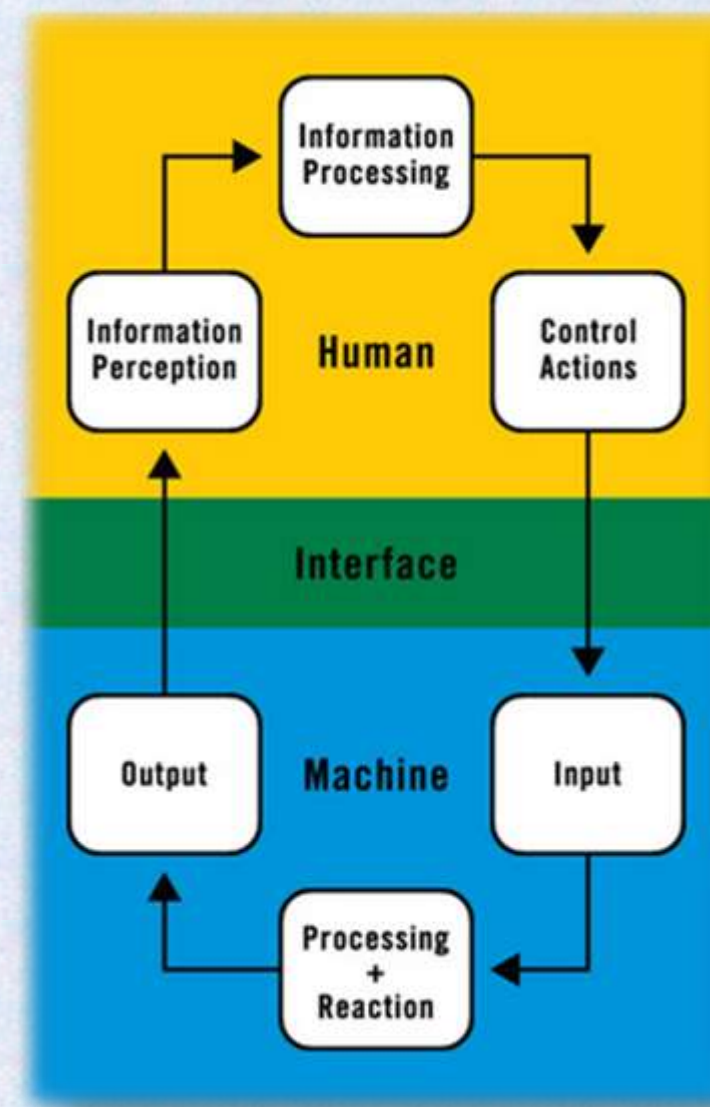 Information
Processing
Information
Perception
Human
Control
Actions
Interface
Output
Machine
Input
Processing
+
Reaction